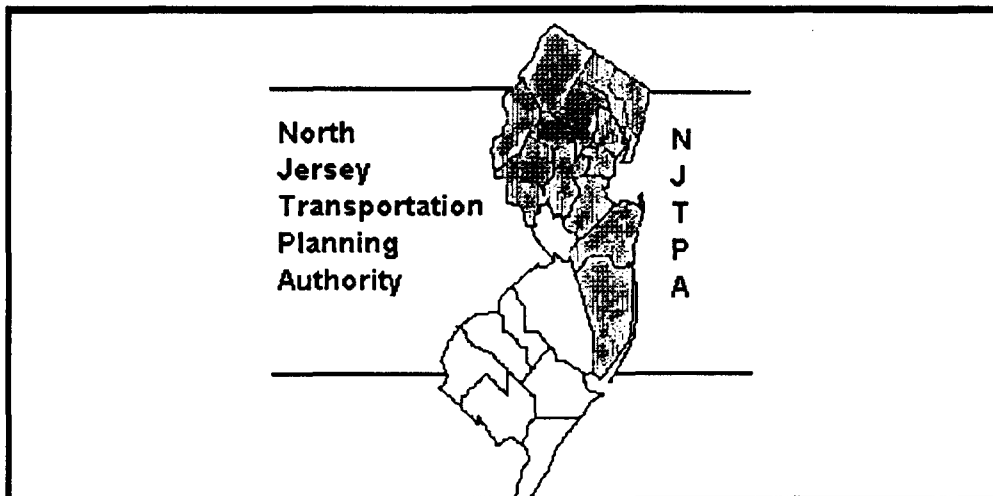 North
Jersey
Transportation
Planning
Authority
N
J
T
P
A